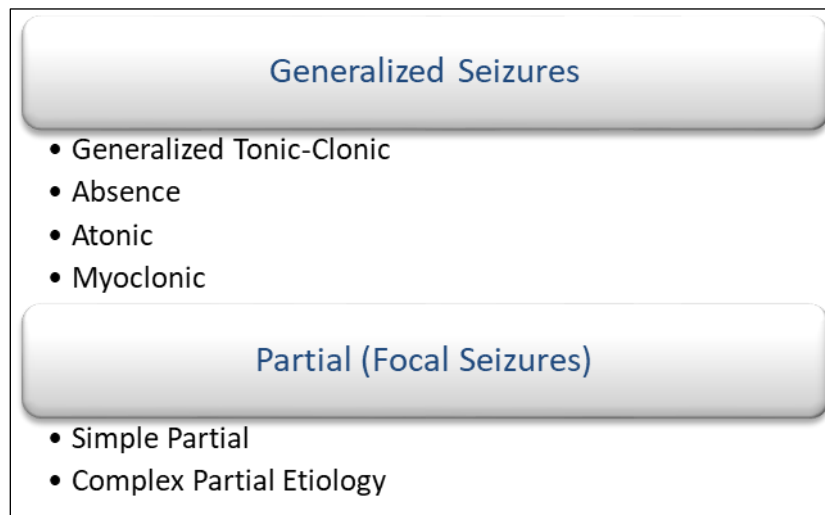 Generalized Seizures
• Generalized Tonic-Clonic
• Absence
• Atonic
• Myoclonic
Partial (Focal Seizures)
• Simple Partial
• Complex Partial Etiology